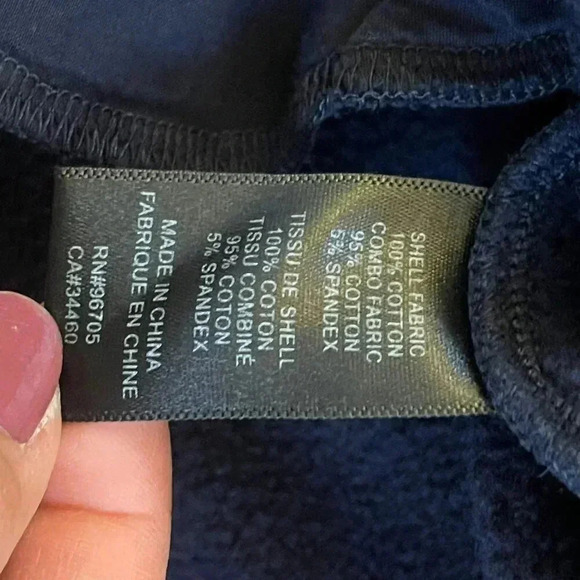 SHELL FABRIC
100% COTTON
COMBO FABRIC
95% COTTON
5% SPANDEX
TISSU DE SHELL
100% COTON
TISSU COMBINÉ
95% COTON
5% SPANDEX
MADE IN CHINA
FABRIQUE EN CHINE
RN#96705
CA#34460